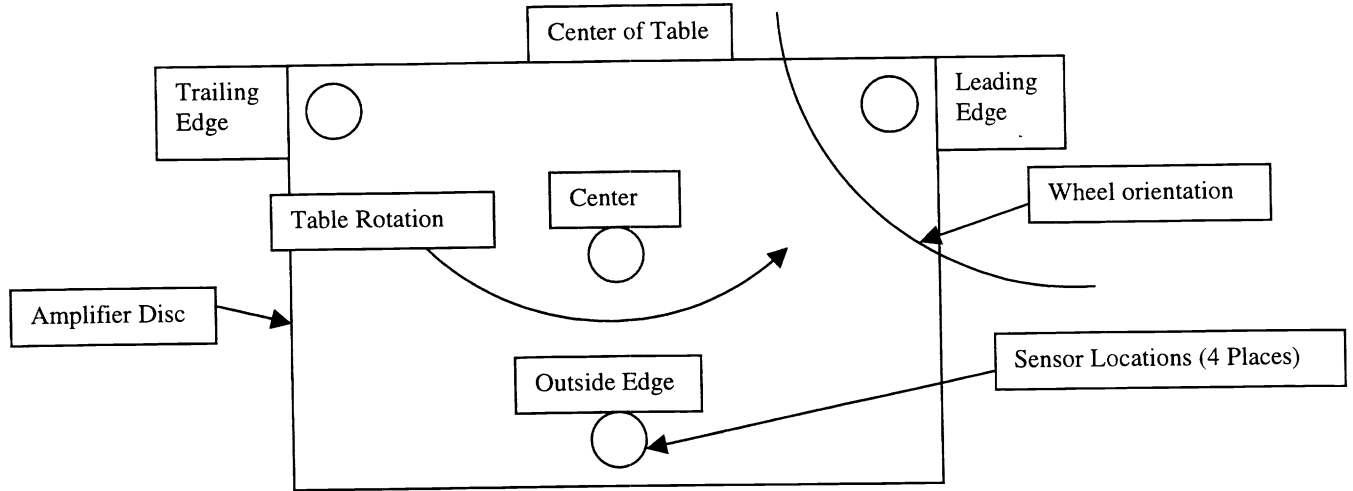 Center of Table
Trailing
Edge
Leading
Edge
Center
Wheel orientation
Table Rotation
Amplifier Disc
Sensor Locations (4 Places)
Outside Edge